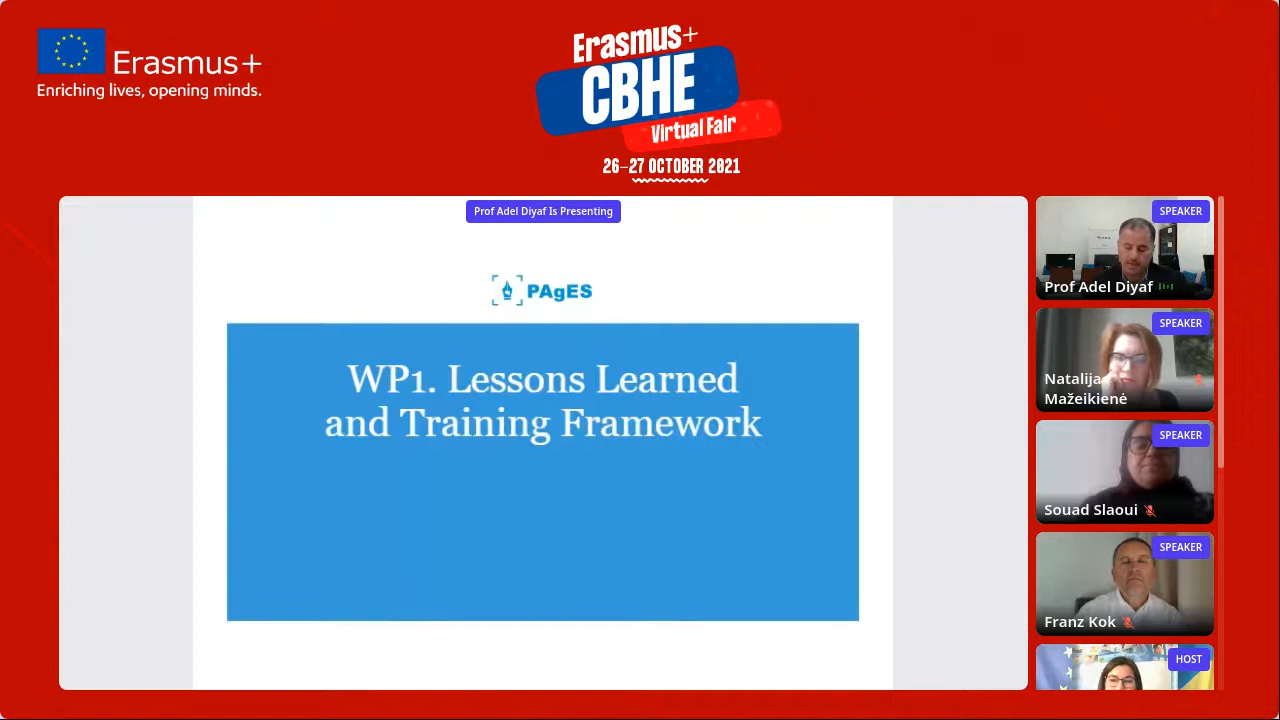 Erasmus+
Enriching lives, opening minds.
Erasmus+
CBHE
Virtual Fair
26–27 OCTOBER 2021
Prof Adel Diyaf Is Presenting
PAgES
WP1. Lessons Learned
and Training Framework
SPEAKER
Prof Adel Diyaf
SPEAKER
Natalija
Mažeikienė
SPEAKER
Souad Slaoui
SPEAKER
Franz Kok
HOST